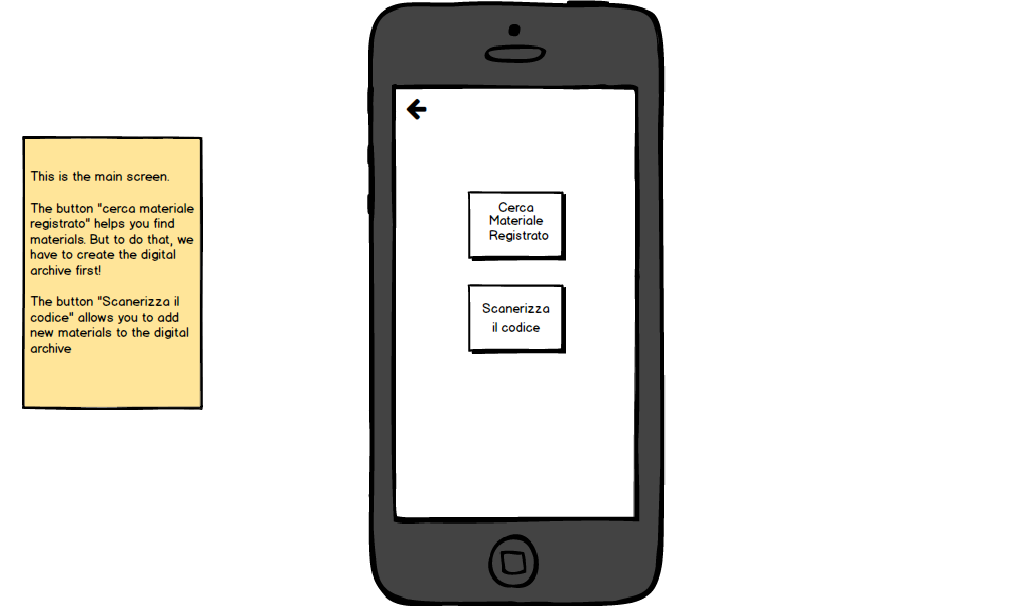 This is the main screen.
The button "cerca materiale
registrato" helps you find
materials. But to do that, we
have to create the digital
archive first!
The button "Scanerizza il
codice" allows you to add
new materials to the digital
archive
Cerca
Materiale
Registrato
Scanerizza
il codice